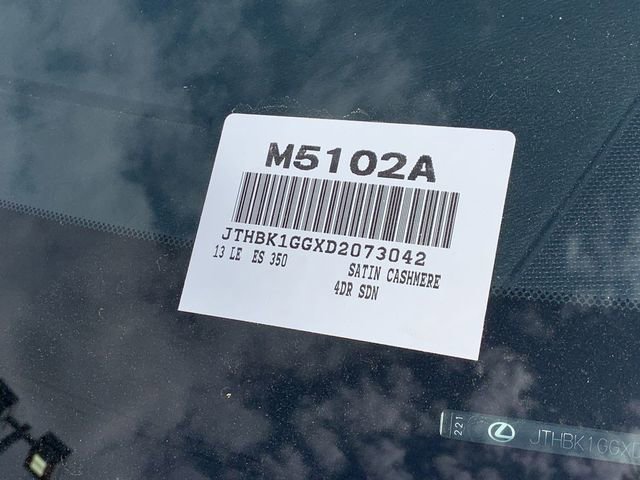 M5102A
JTHBK1GGXD2073042
13 LE ES 350
SATIN CASHMERE
4DR SDN
221
JTHBK1GGXD